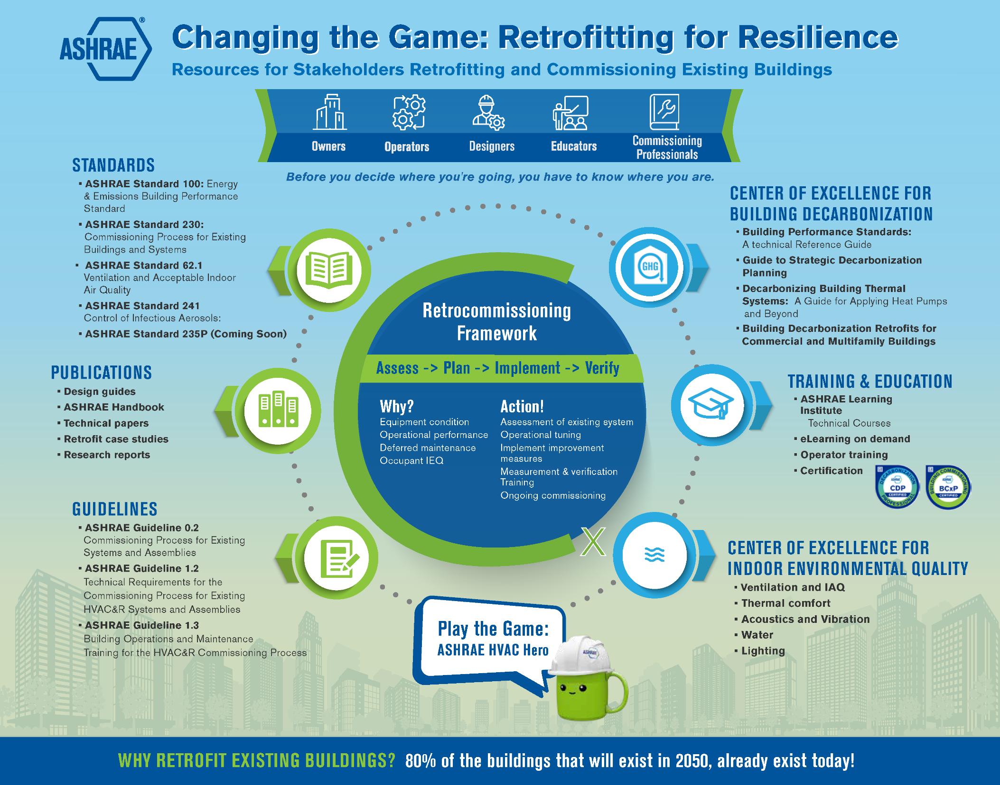 ASHRAE®
Changing the Game: Retrofitting for Resilience
Resources for Stakeholders Retrofitting and Commissioning Existing Buildings
Owners
Operators
Designers
Educators
Commissioning
Professionals
Before you decide where you're going, you have to know where you are.
STANDARDS
▪ ASHRAE Standard 100: Energy
& Emissions Building Performance
Standard
▪ ASHRAE Standard 230:
Commissioning Process for Existing
Buildings and Systems
▪ ASHRAE Standard 62.1
Ventilation and Acceptable Indoor
Air Quality
▪ ASHRAE Standard 241
Control of Infectious Aerosols:
▪ ASHRAE Standard 235P (Coming Soon)
PUBLICATIONS
▪ Design guides
▪ ASHRAE Handbook
▪ Technical papers
▪ Retrofit case studies
▪ Research reports
GUIDELINES
▪ ASHRAE Guideline 0.2
Commissioning Process for Existing
Systems and Assemblies
▪ ASHRAE Guideline 1.2
Technical Requirements for the
Commissioning Process for Existing
HVAC&R Systems and Assemblies
▪ ASHRAE Guideline 1.3
Building Operations and Maintenance
Training for the HVAC&R Commissioning Process
Retrocommissioning
Framework
Assess -> Plan -> Implement -> Verify
Why?
Equipment condition
Operational performance
Deferred maintenance
Occupant IEQ
Action!
Assessment of existing system
Operational tuning
Implement improvement
measures
Measurement & verification
Training
Ongoing commissioning
X
GHG
CENTER OF EXCELLENCE FOR
BUILDING DECARBONIZATION
▪ Building Performance Standards:
A technical Reference Guide
▪ Guide to Strategic Decarbonization
Planning
▪ Decarbonizing Building Thermal
Systems: A Guide for Applying Heat Pumps
and Beyond
▪ Building Decarbonization Retrofits for
Commercial and Multifamily Buildings
TRAINING & EDUCATION
▪ ASHRAE Learning
Institute
Technical Courses
▪ eLearning on demand
▪ Operator training
▪ Certification
DECARBONIZATION
CDP
CERTIFIED
PROFESSIONAL
BUILDING COMMISSIONING
BCxP
CERTIFIED
CENTER OF EXCELLENCE FOR
INDOOR ENVIRONMENTAL QUALITY
▪ Ventilation and IAQ
▪ Thermal comfort
▪ Acoustics and Vibration
▪ Water
▪ Lighting
Play the Game:
ASHRAE HVAC Hero
ASHRAE
WHY RETROFIT EXISTING BUILDINGS? 80% of the buildings that will exist in 2050, already exist today!